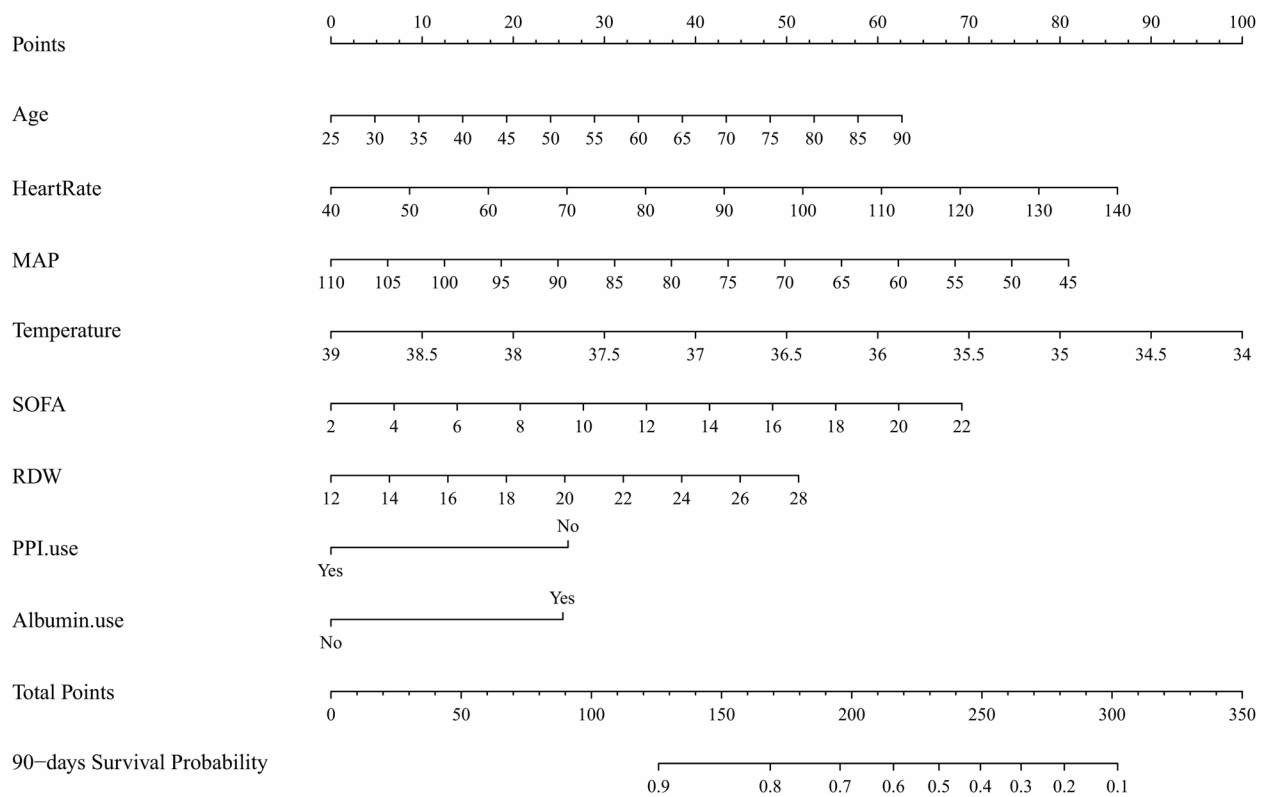 0 10 20 30 40 50 60 70 80 90 100
Points
Age
25 30 35 40 45 50 55 60 65 70 75 80 85 90
HeartRate
40 50 60 70 80 90 100 110 120 130 140
MAP
110 105 100 95 90 85 80 75 70 65 60 55 50 45
Temperature
39 38.5 38 37.5 37 36.5 36 35.5 35 34.5 34
SOFA
2 4 6 8 10 12 14 16 18 20 22
RDW
12 14 16 18 20 22 24 26 28
No
PPI.use
Yes
Yes
Albumin.use
No
Total Points
0 50 100 150 200 250 300 350
90−days Survival Probability
0.9 0.8 0.7 0.6 0.5 0.4 0.3 0.2 0.1